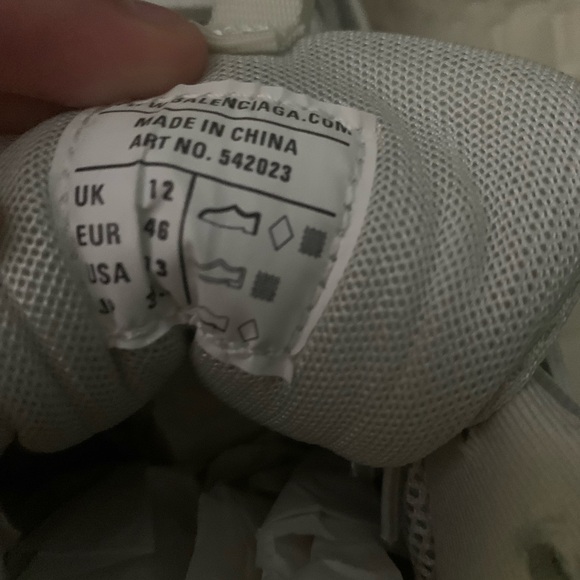 BALENCIAGA.COM
MADE IN CHINA
ART NO. 542023
UK 12
EUR 46
USA 13